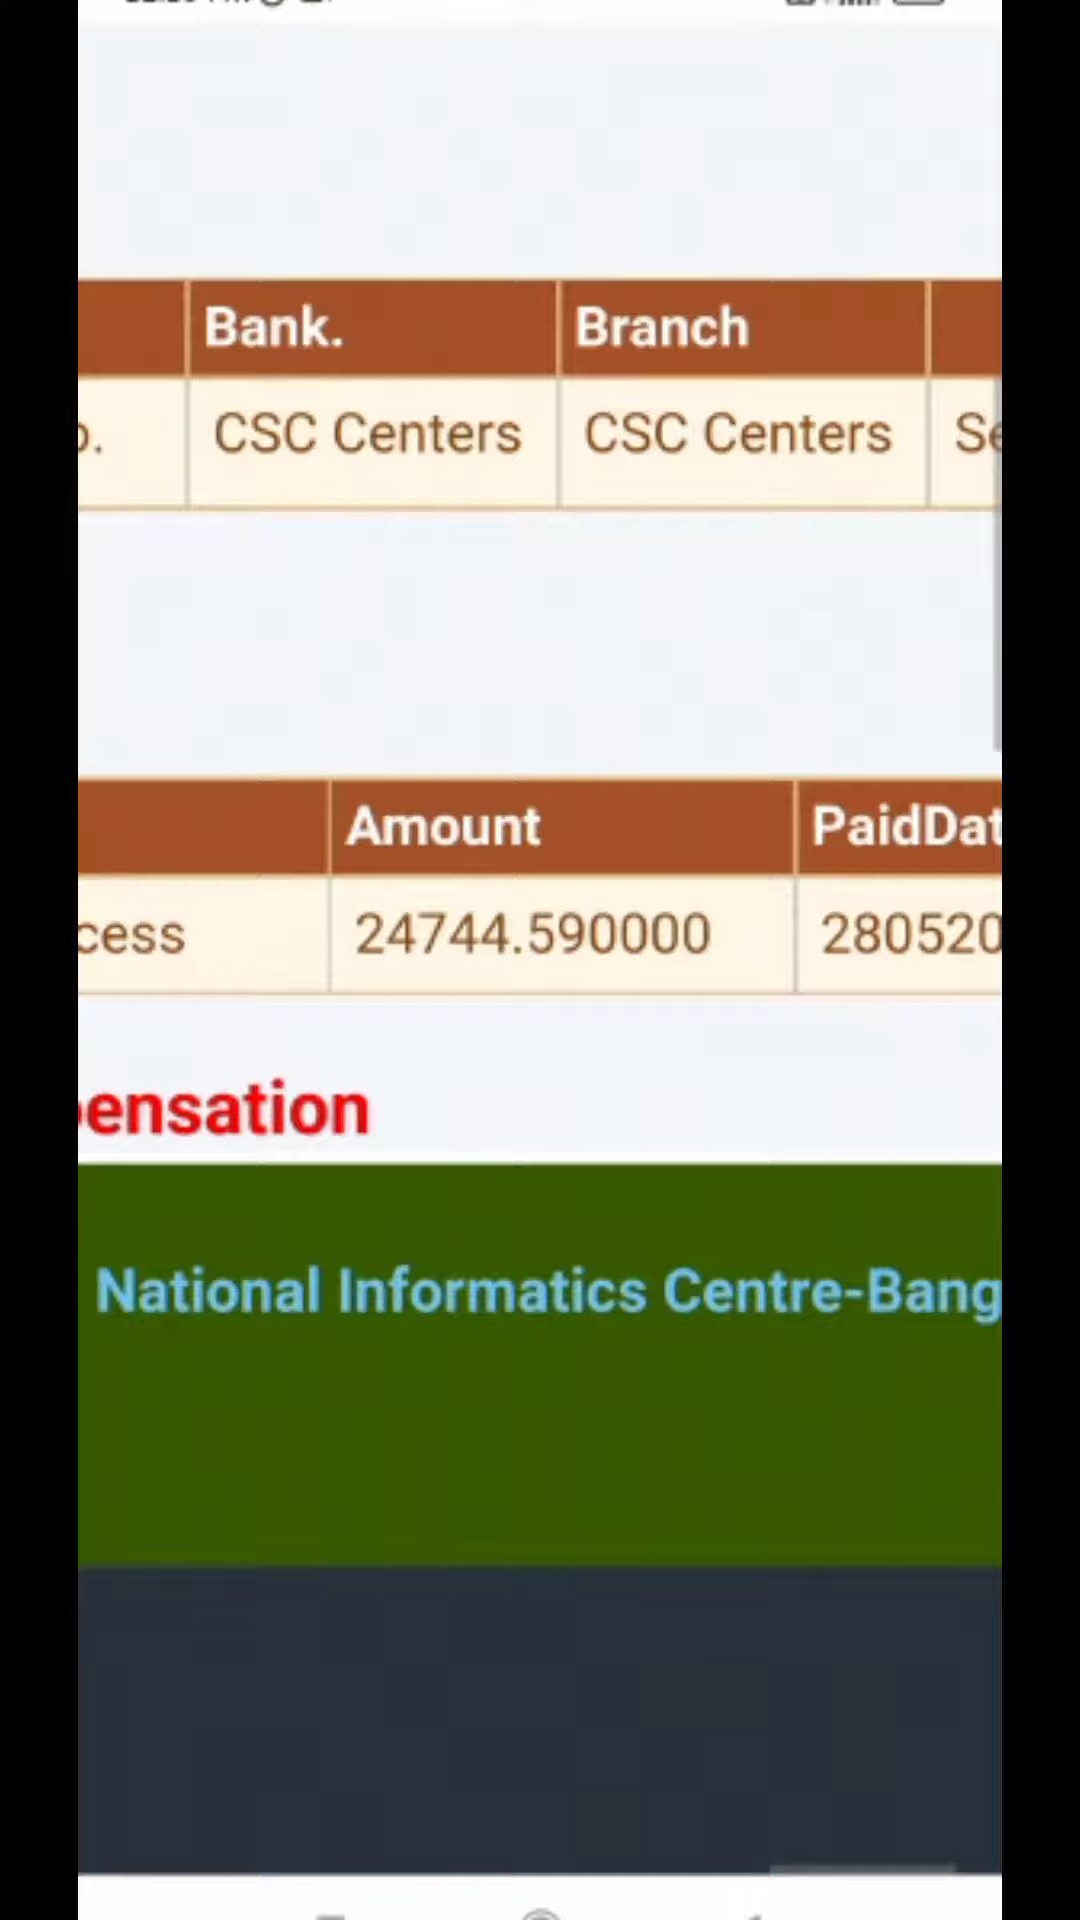 Bank. Branch
CSC Centers CSC Centers
Amount PaidDat
cess 24744.590000 280520
ensation
National Informatics Centre-Bang